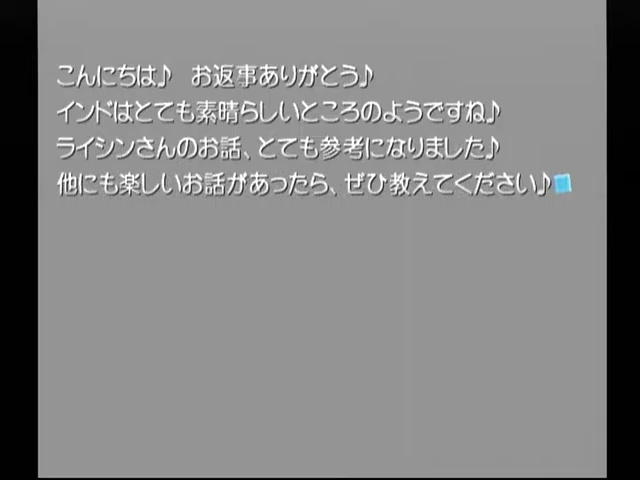 こんにちは♪　お返事ありがとう♪
インドはとても素晴らしいところのようですね♪
ライシンさんのお話、とても参考になりました♪
他にも楽しいお話があったら、ぜひ教えてください♪